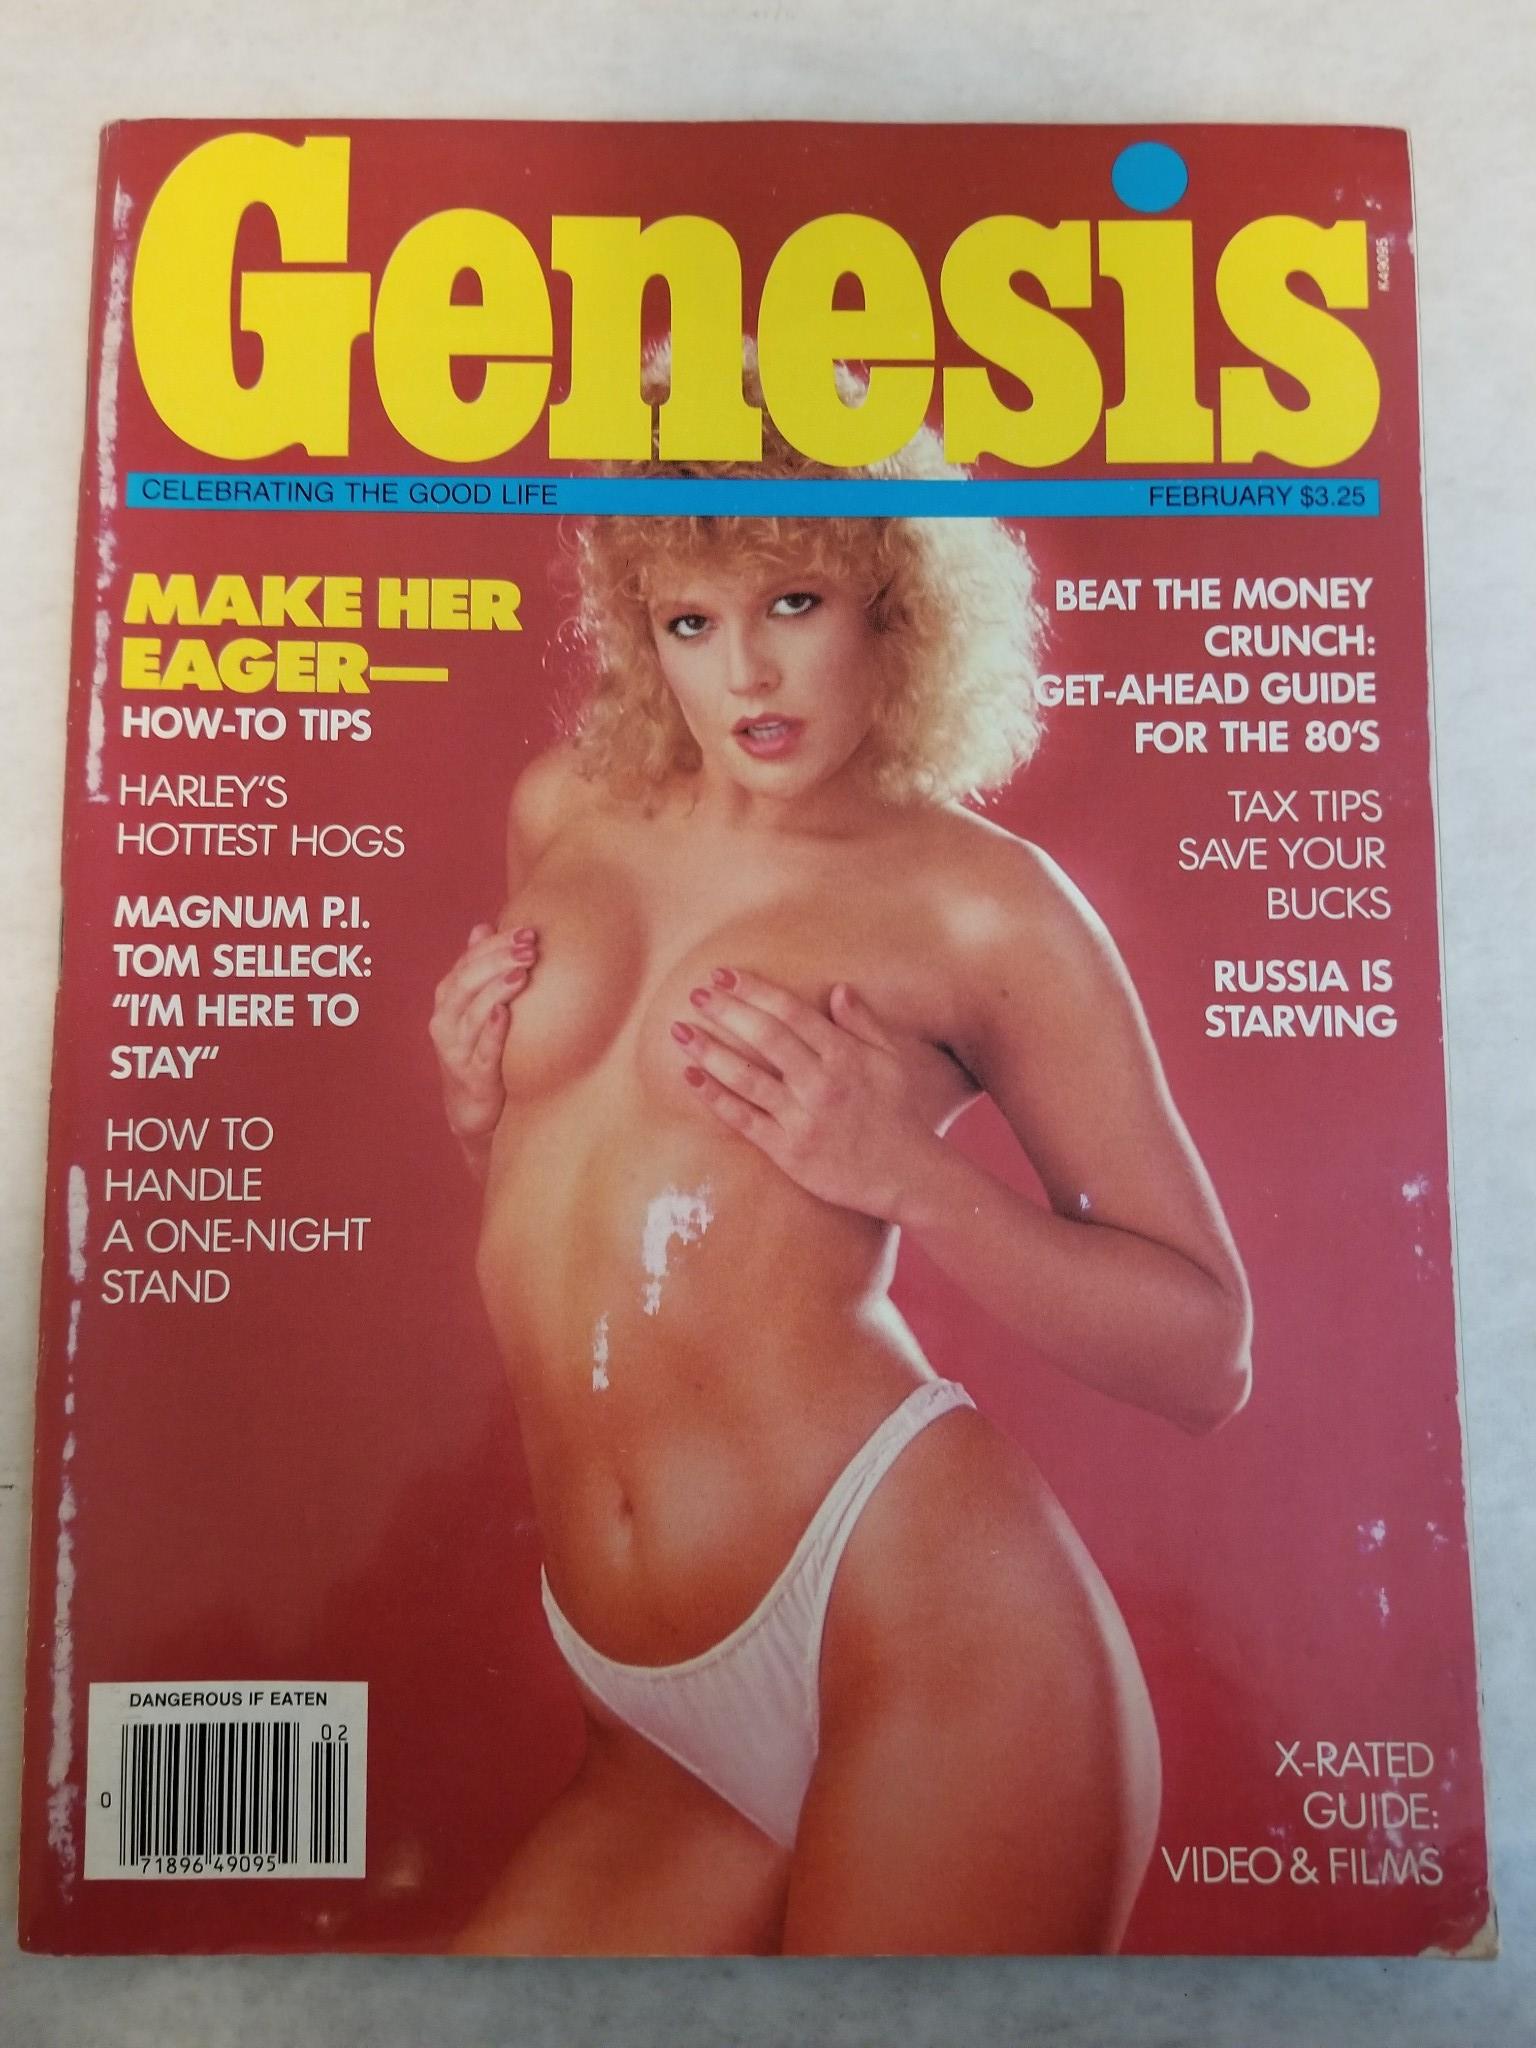 Genesis
K49095
CELEBRATING THE GOOD LIFE
FEBRUARY $3.25
MAKE HER
EAGER—
HOW-TO TIPS
HARLEY'S
HOTTEST HOGS
MAGNUM P.I.
TOM SELLECK:
"I'M HERE TO
STAY"
HOW TO
HANDLE
A ONE-NIGHT
STAND
BEAT THE MONEY
CRUNCH:
GET-AHEAD GUIDE
FOR THE 80'S
TAX TIPS
SAVE YOUR
BUCKS
RUSSIA IS
STARVING
DANGEROUS IF EATEN
02
0
71896 49095
X-RATED
GUIDE:
VIDEO & FILMS